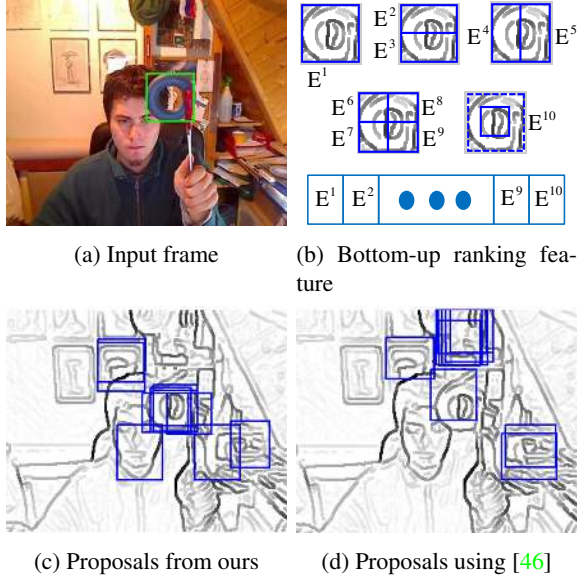 E2
E3
E4
E5
E1
E6
E7
E8
E9
E10
E1 E2 E9 E10
(a) Input frame
(b) Bottom-up ranking fea-
ture
(c) Proposals from ours
(d) Proposals using [46]